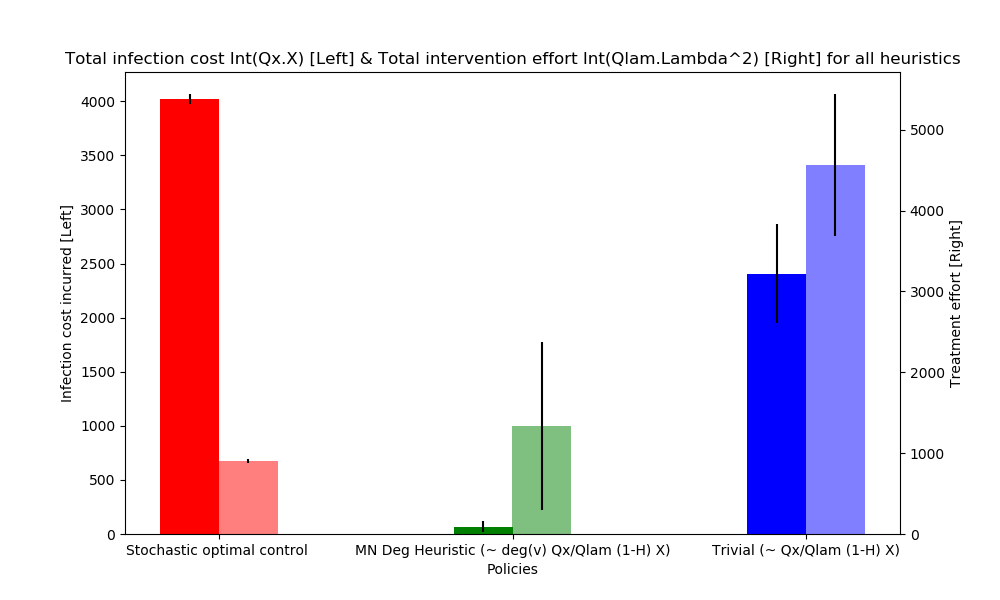 Total infection cost Int(Qx.X) [Left] & Total intervention effort Int(Qlam.Lambda^2) [Right] for all heuristics
Infection cost incurred [Left]
4000
3500
3000
2500
2000
1500
1000
500
0
5000
4000
3000
2000
1000
0
Treatment effort [Right]
Stochastic optimal control
MN Deg Heuristic (~ deg(v) Qx/Qlam (1-H) X)
Trivial (~ Qx/Qlam (1-H) X)
Policies